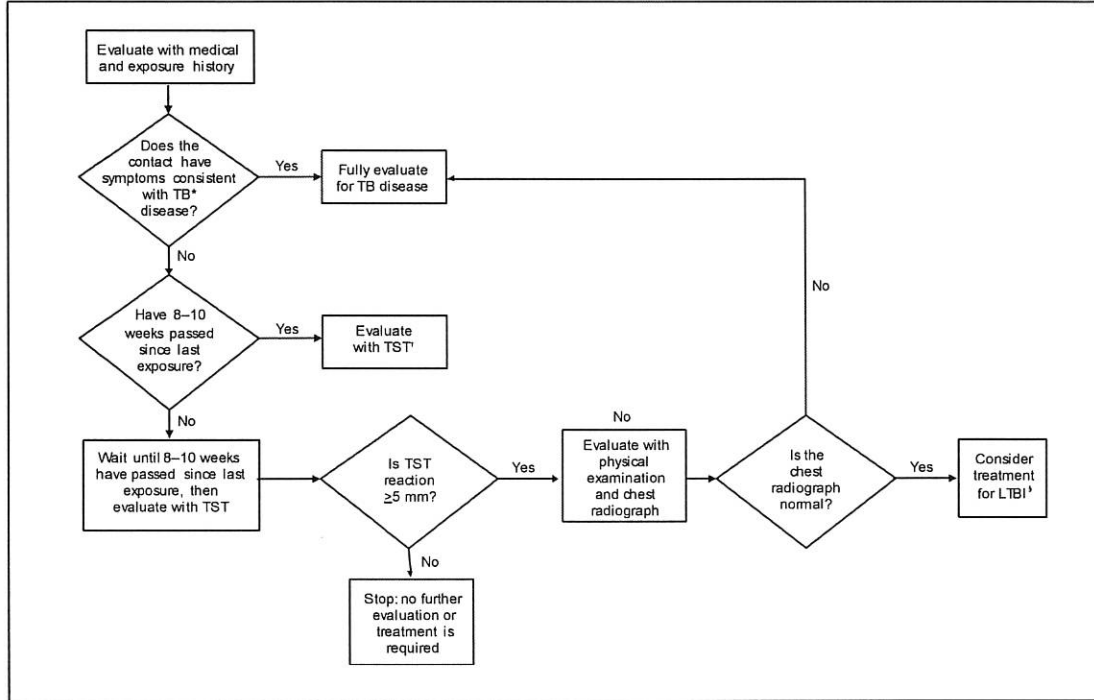 Evaluate with medical
and exposure history
Does the
contact have
symptoms consistent
with TB*
disease?
Yes
Fully evaluate
for TB disease
No
No
Have 8–10
weeks passed
since last
exposure?
Yes
Evaluate
with TST†
No
Wait until 8–10 weeks
have passed since last
exposure, then
evaluate with TST
Is TST
reaction
≥5 mm?
Yes
No
Evaluate with
physical
examination
and chest
radiograph
Is the
chest
radiograph
normal?
Yes
Consider
treatment
for LTBI
No
Stop: no further
evaluation or
treatment is
required